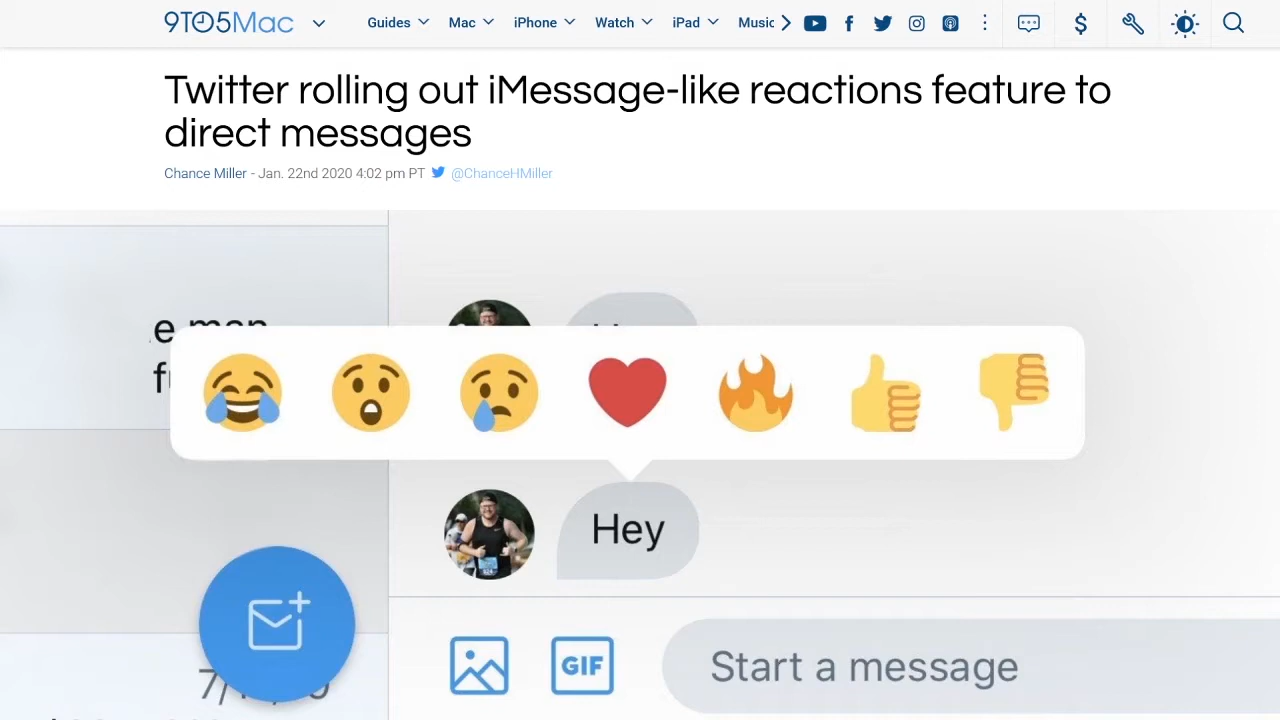 9TO5Mac
Guides Mac iPhone Watch iPad Music
Twitter rolling out iMessage-like reactions feature to
direct messages
Chance Miller - Jan. 22nd 2020 4:02 pm PT @ChanceHMiller
Hey
GIF Start a message